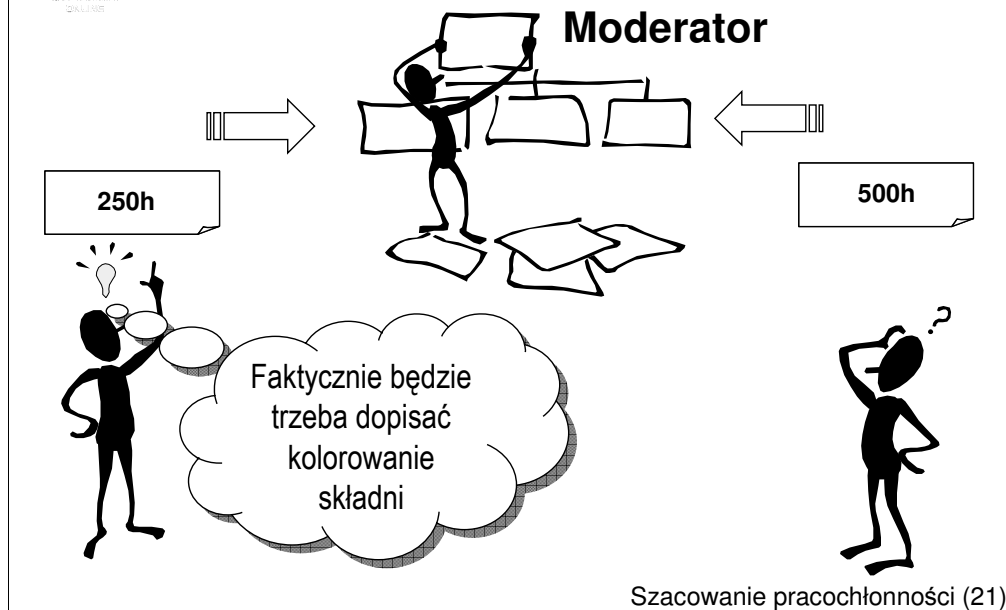 Moderator
250h
500h
?
Faktycznie będzie
trzeba dopisać
kolorowanie
składni
Szacowanie pracochłonności (21)